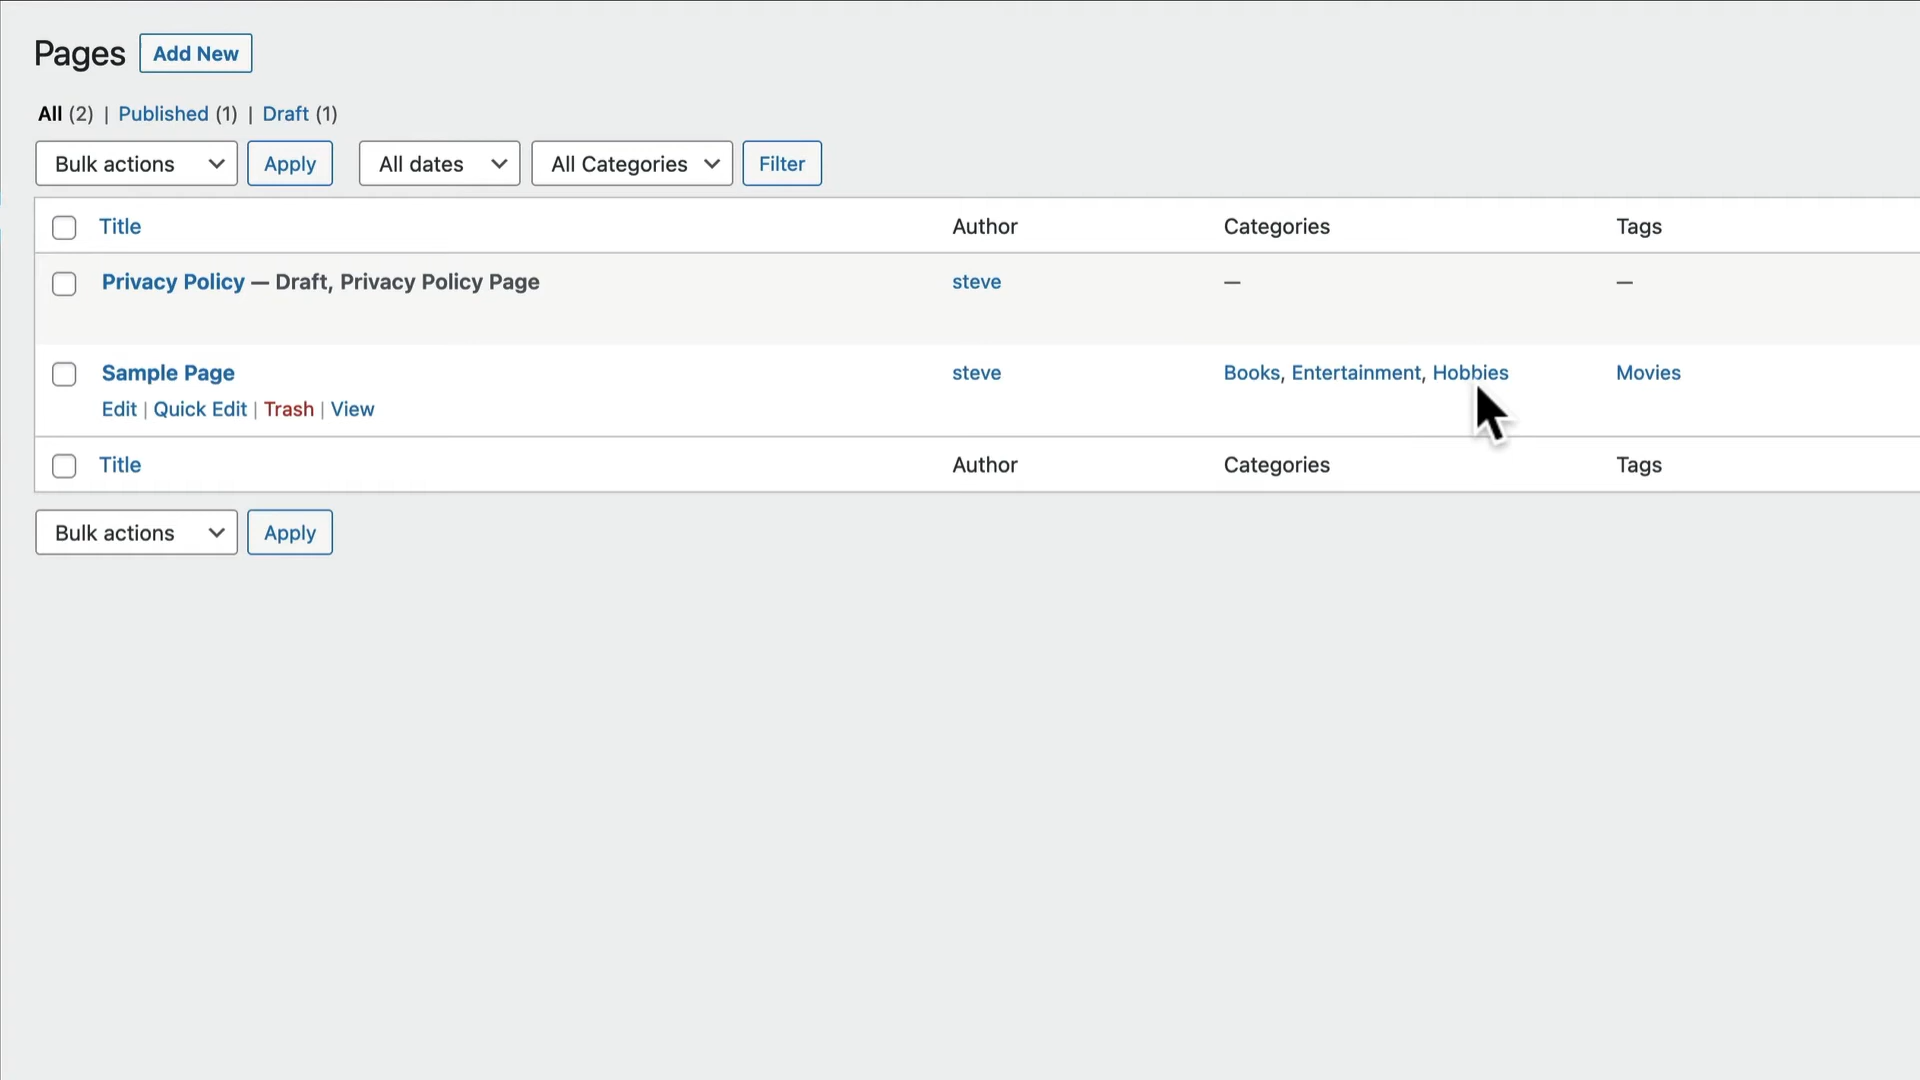 Pages Add New
All (2) | Published (1) | Draft (1)
Bulk actions Apply All dates All Categories Filter
Title Author Categories Tags
Privacy Policy — Draft, Privacy Policy Page steve — —
Sample Page steve Books, Entertainment, Hobbies Movies
Edit | Quick Edit | Trash | View
Title Author Categories Tags
Bulk actions Apply